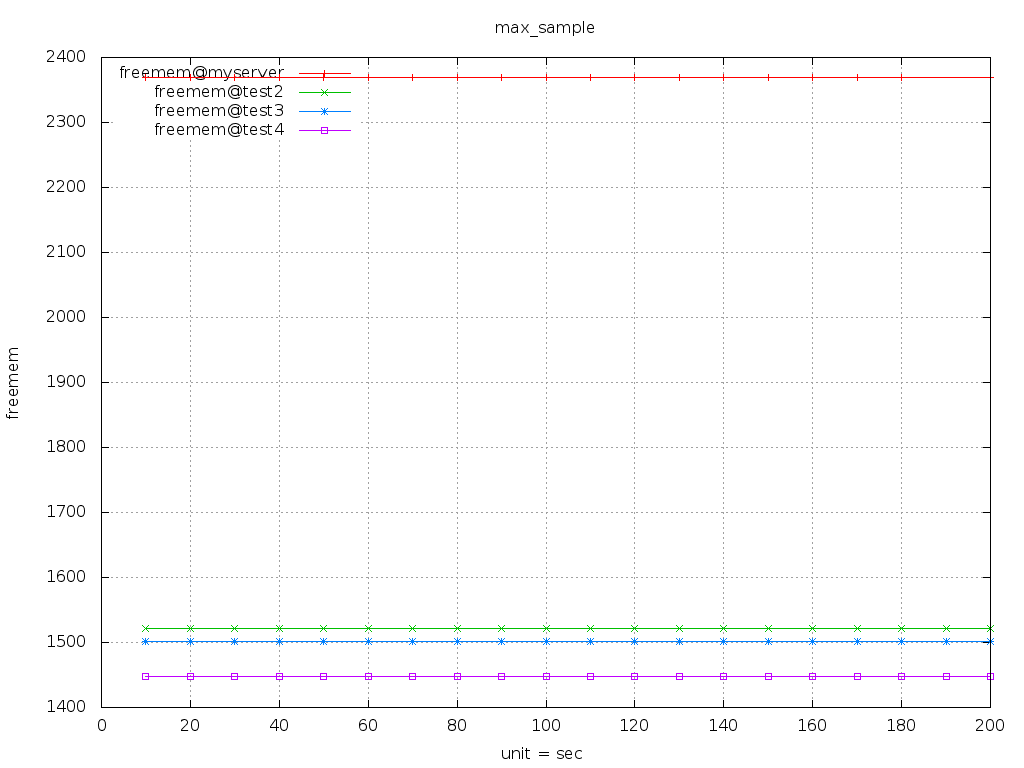 max_sample
2400
2300
2200
2100
2000
1900
1800
1700
1600
1500
1400
freemem@myserver
freemem@test2
freemem@test3
freemem@test4
freemem
0 20 40 60 80 100 120 140 160 180 200
unit = sec